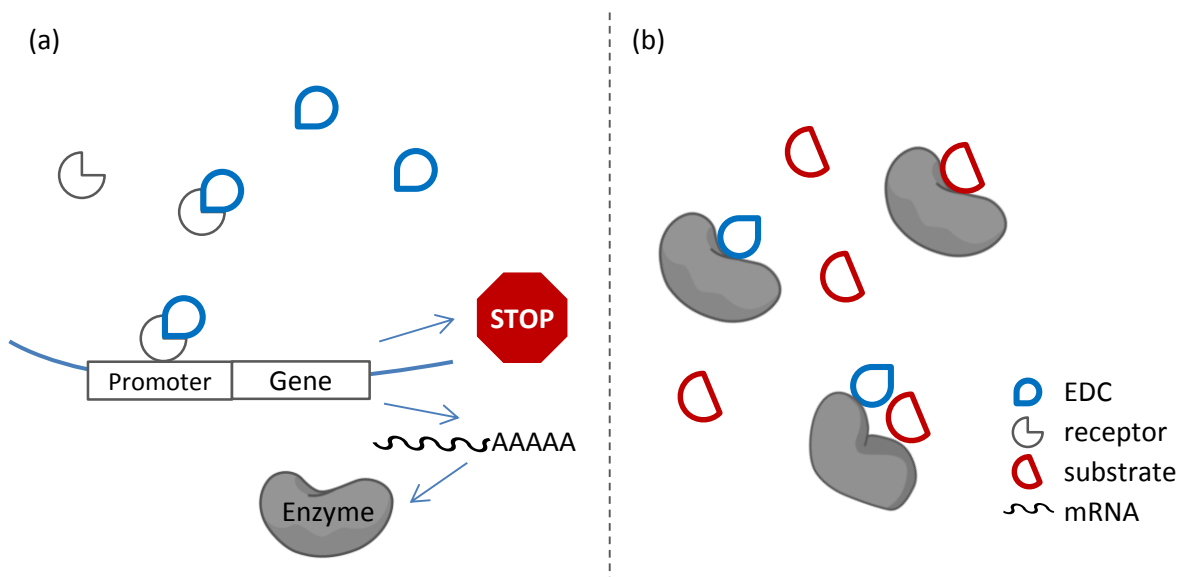 (a)
(b)
STOP
Promoter
Gene
AAAAA
Enzyme
EDC
receptor
substrate
mRNA